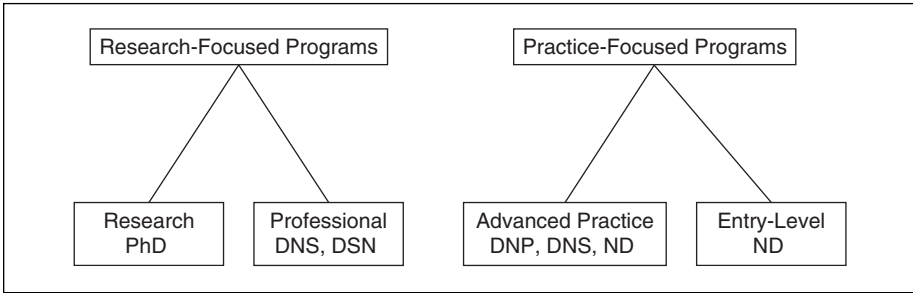 Research-Focused Programs
Practice-Focused Programs
Research
PhD
Professional
DNS, DSN
Advanced Practice
DNP, DNS, ND
Entry-Level
ND